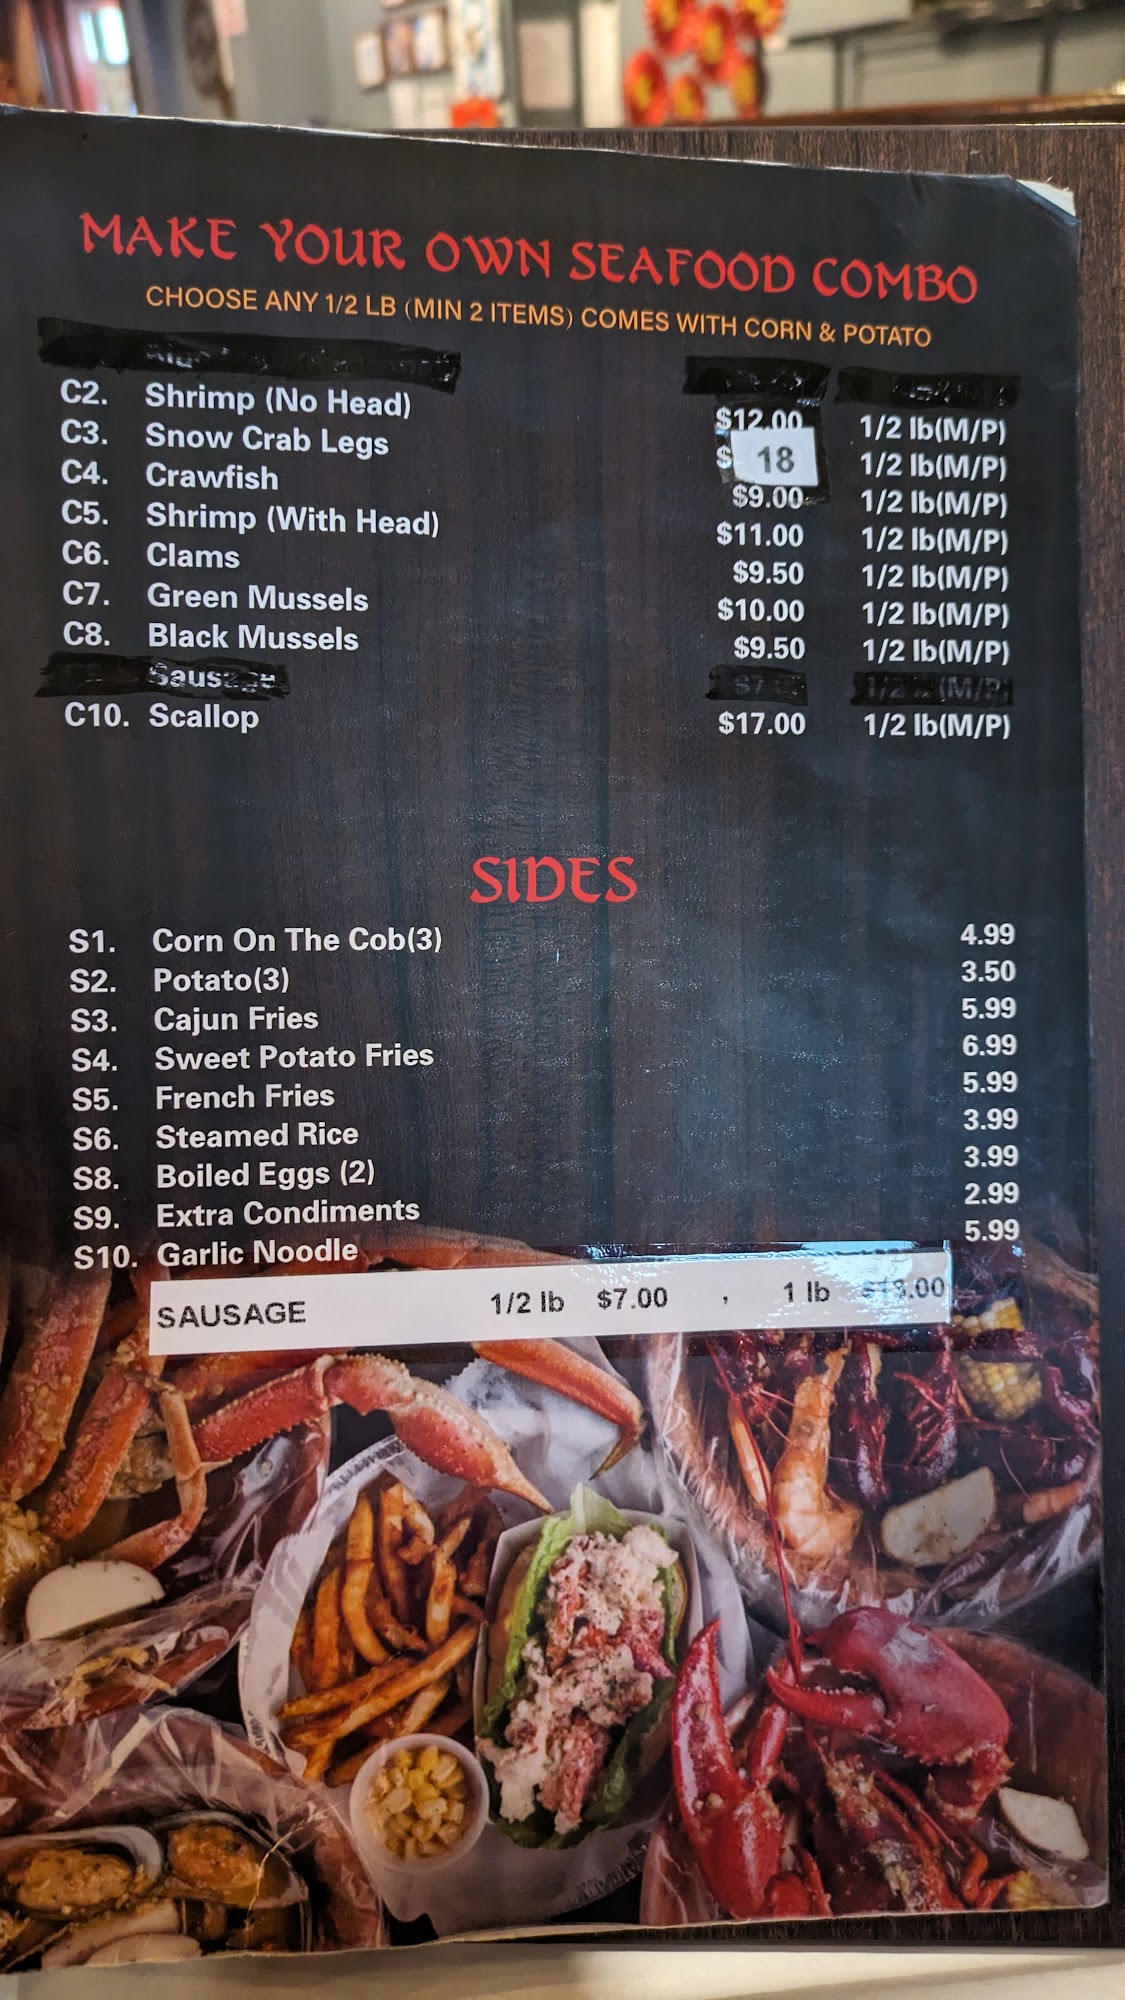 MAKE YOUR OWN SEAFOOD COMBO
CHOOSE ANY 1/2 LB (MIN 2 ITEMS) COMES WITH CORN & POTATO
C2. Shrimp (No Head) $12.00 1/2 lb(M/P)
C3. Snow Crab Legs $ 18 1/2 lb(M/P)
C4. Crawfish $9.00 1/2 lb(M/P)
C5. Shrimp (With Head) $11.00 1/2 lb(M/P)
C6. Clams $9.50 1/2 lb(M/P)
C7. Green Mussels $10.00 1/2 lb(M/P)
C8. Black Mussels $9.50 1/2 lb(M/P)
Sausage
C10. Scallop $17.00 1/2 lb(M/P)
SIDES
S1. Corn On The Cob(3) 4.99
S2. Potato(3) 3.50
S3. Cajun Fries 5.99
S4. Sweet Potato Fries 6.99
S5. French Fries 5.99
S6. Steamed Rice 3.99
S8. Boiled Eggs (2) 3.99
S9. Extra Condiments 2.99
S10. Garlic Noodle 5.99
SAUSAGE 1/2 lb $7.00 , 1 lb $13.00